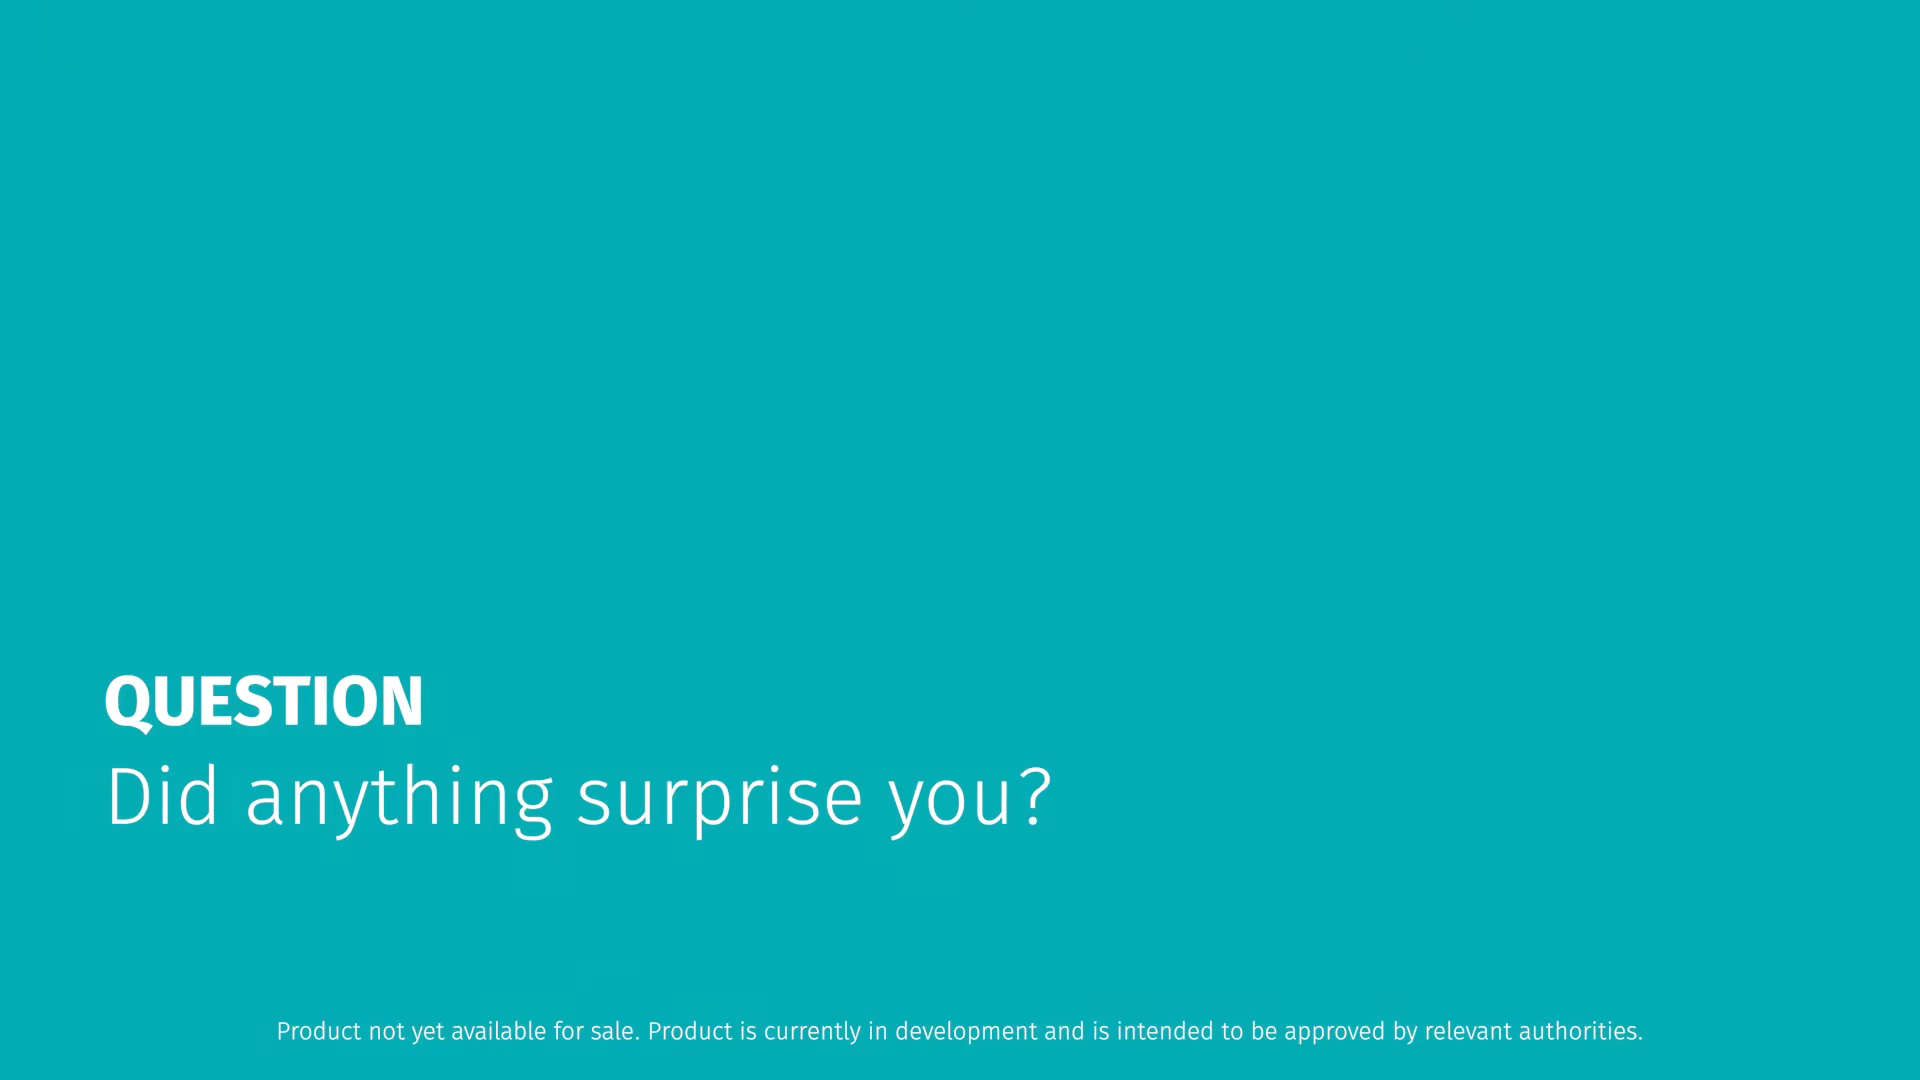 QUESTION
Did anything surprise you?
Product not yet available for sale. Product is currently in development and is intended to be approved by relevant authorities.